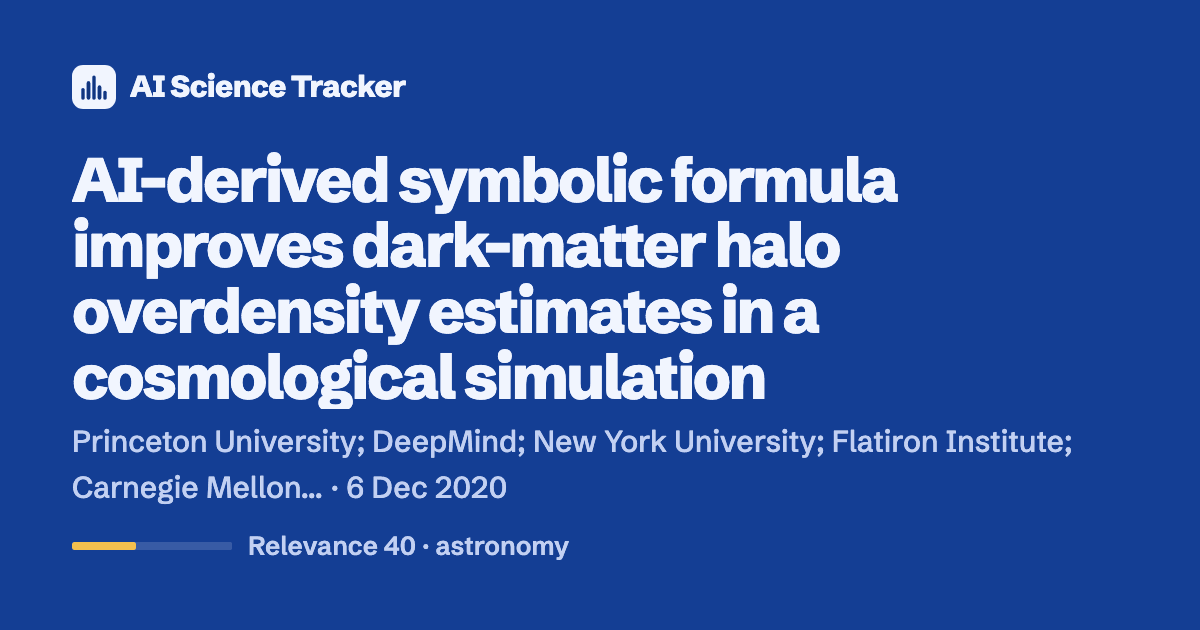 AI Science Tracker
AI-derived symbolic formula
improves dark-matter halo
overdensity estimates in a
cosmological simulation
Princeton University; DeepMind; New York University; Flatiron Institute;
Carnegie Mellon... · 6 Dec 2020
Relevance 40 · astronomy